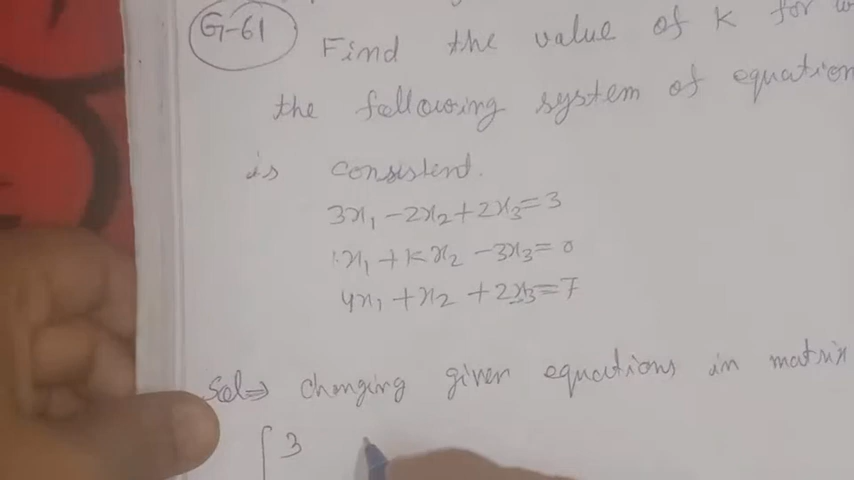 G-61
Find the value of K for
the following system of equation
is consistent.
3x₁ - 2x₂ + 2x₃ = 3
1x₁ + Kx₂ - 3x₃ = 0
4x₁ + x₂ + 2x₃ = 7
Sol⇒ Changing given equations in matrix
[ 3